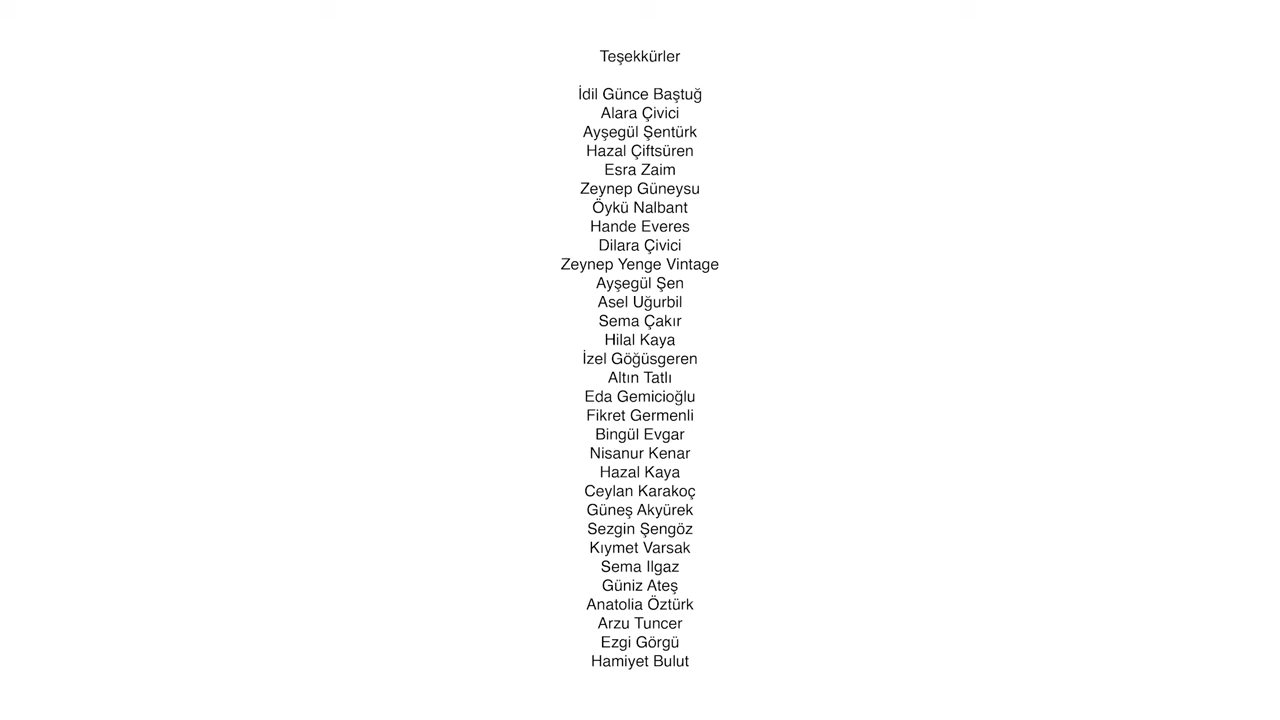 Teşekkürler
İdil Günce Baştuğ
Alara Çivici
Ayşegül Şentürk
Hazal Çiftsüren
Esra Zaim
Zeynep Güneysu
Öykü Nalbant
Hande Everes
Dilara Çivici
Zeynep Yenge Vintage
Ayşegül Şen
Asel Uğurbil
Sema Çakır
Hilal Kaya
İzel Göğüsgeren
Altın Tatlı
Eda Gemicioğlu
Fikret Germenli
Bingül Evgar
Nisanur Kenar
Hazal Kaya
Ceylan Karakoç
Güneş Akyürek
Sezgin Şengöz
Kıymet Varsak
Sema Ilgaz
Güniz Ateş
Anatolia Öztürk
Arzu Tuncer
Ezgi Görgü
Hamiyet Bulut